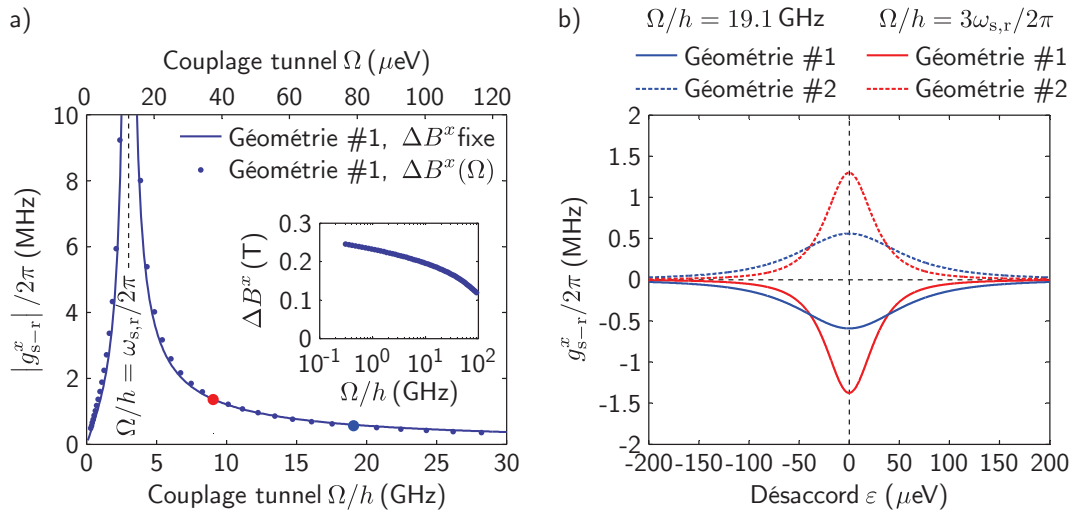 a)
Couplage tunnel Ω (μeV)
0 20 40 60 80 100 120
10
8
6
4
2
0
|g^x_{s−r}|/2π (MHz)
Géométrie #1, ΔB^x fixe
Géométrie #1, ΔB^x(Ω)
Ω/h = ω_{s,r}/2π
0.3
0.2
0.1
0
ΔB^x (T)
10^{-1} 10^0 10^1 10^2
Ω/h (GHz)
0 5 10 15 20 25 30
Couplage tunnel Ω/h (GHz)
b)
Ω/h = 19.1 GHz Ω/h = 3ω_{s,r}/2π
Géométrie #1 Géométrie #1
Géométrie #2 Géométrie #2
2
1.5
1
0.5
0
-0.5
-1
-1.5
-2
g^x_{s−r}/2π (MHz)
-200 -150 -100 -50 0 50 100 150 200
Désaccord ε (μeV)